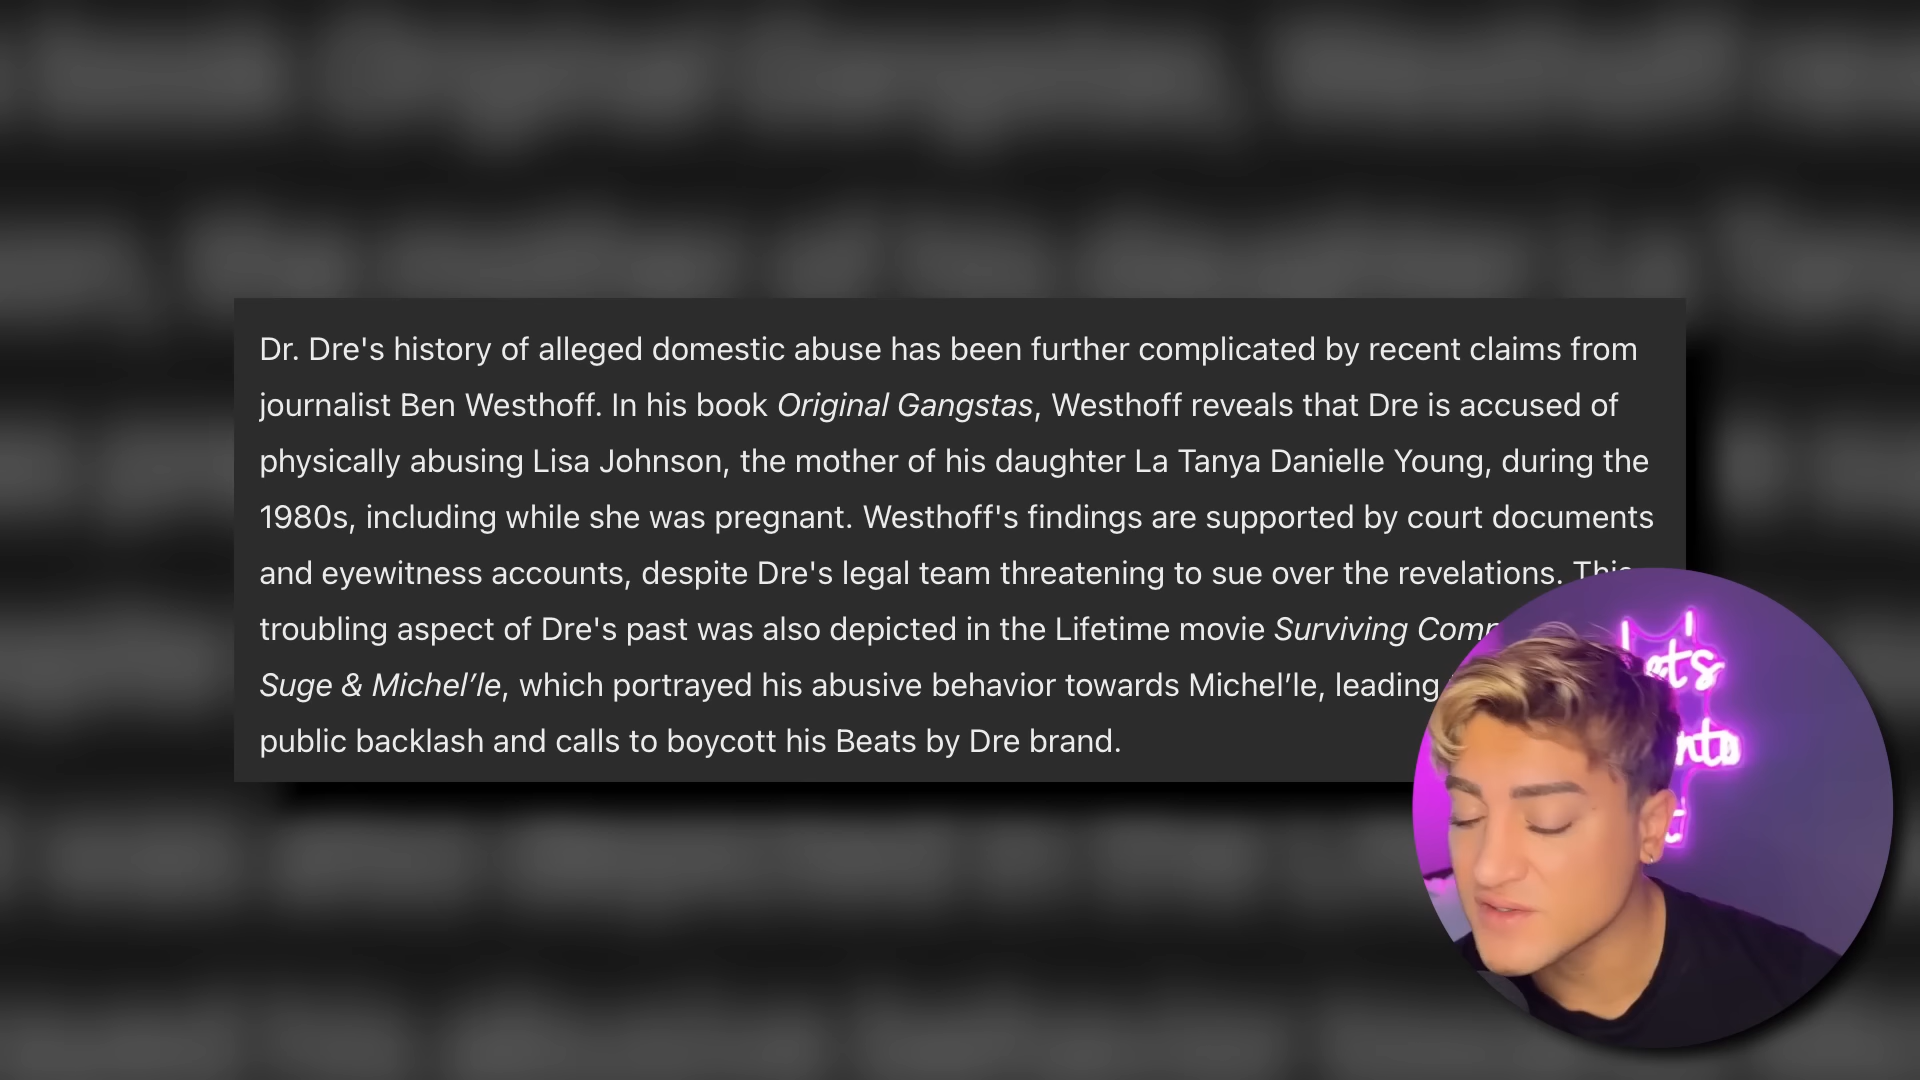 Dr. Dre's history of alleged domestic abuse has been further complicated by recent claims from
journalist Ben Westhoff. In his book Original Gangstas, Westhoff reveals that Dre is accused of
physically abusing Lisa Johnson, the mother of his daughter La Tanya Danielle Young, during the
1980s, including while she was pregnant. Westhoff's findings are supported by court documents
and eyewitness accounts, despite Dre's legal team threatening to sue over the revelations. This
troubling aspect of Dre's past was also depicted in the Lifetime movie Surviving
Suge & Michel’le, which portrayed his abusive behavior towards Michel’le, leading
public backlash and calls to boycott his Beats by Dre brand.